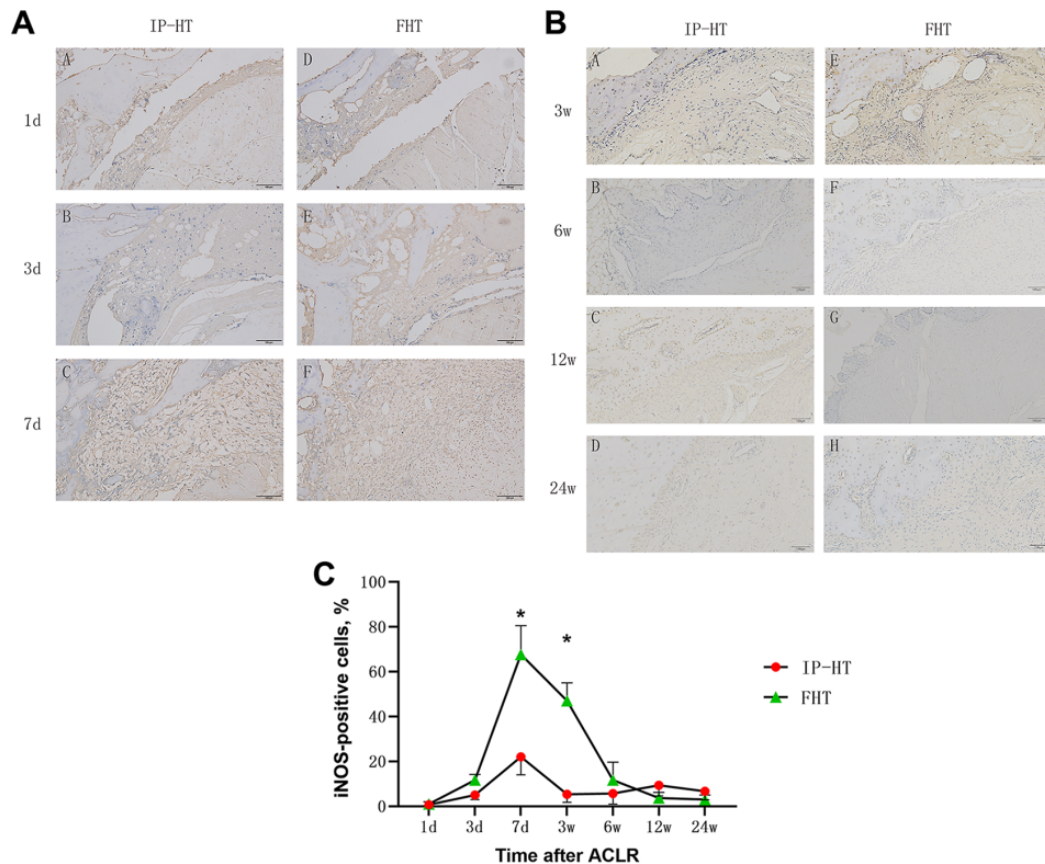 A
IP-HT
FHT
1d
A
D
3d
B
E
7d
C
F
B
IP-HT
FHT
3w
A
E
6w
B
F
12w
C
G
24w
D
H
C
iNOS-positive cells, %
100
80
60
40
20
0
*
*
1d 3d 7d 3w 6w 12w 24w
Time after ACLR
IP-HT
FHT